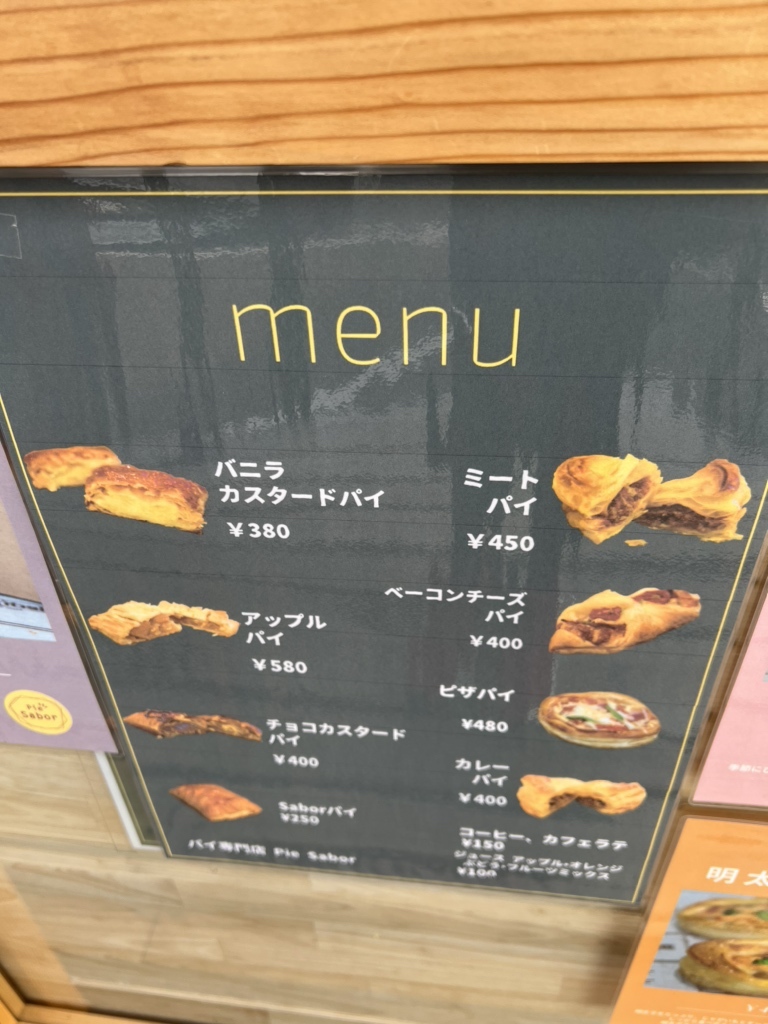 menu
バニラ
カスタードパイ
¥380
アップル
パイ
¥580
チョコカスタード
パイ
¥400
Saborパイ
¥250
パイ専門店 Pie Sabor
ミート
パイ
¥450
ベーコンチーズ
パイ
¥400
ピザパイ
¥480
カレー
パイ
¥400
コーヒー、カフェラテ
¥150
ジュース アップル・オレンジ
ぶどう・フルーツミックス
¥100
Pie
Sabor
明太